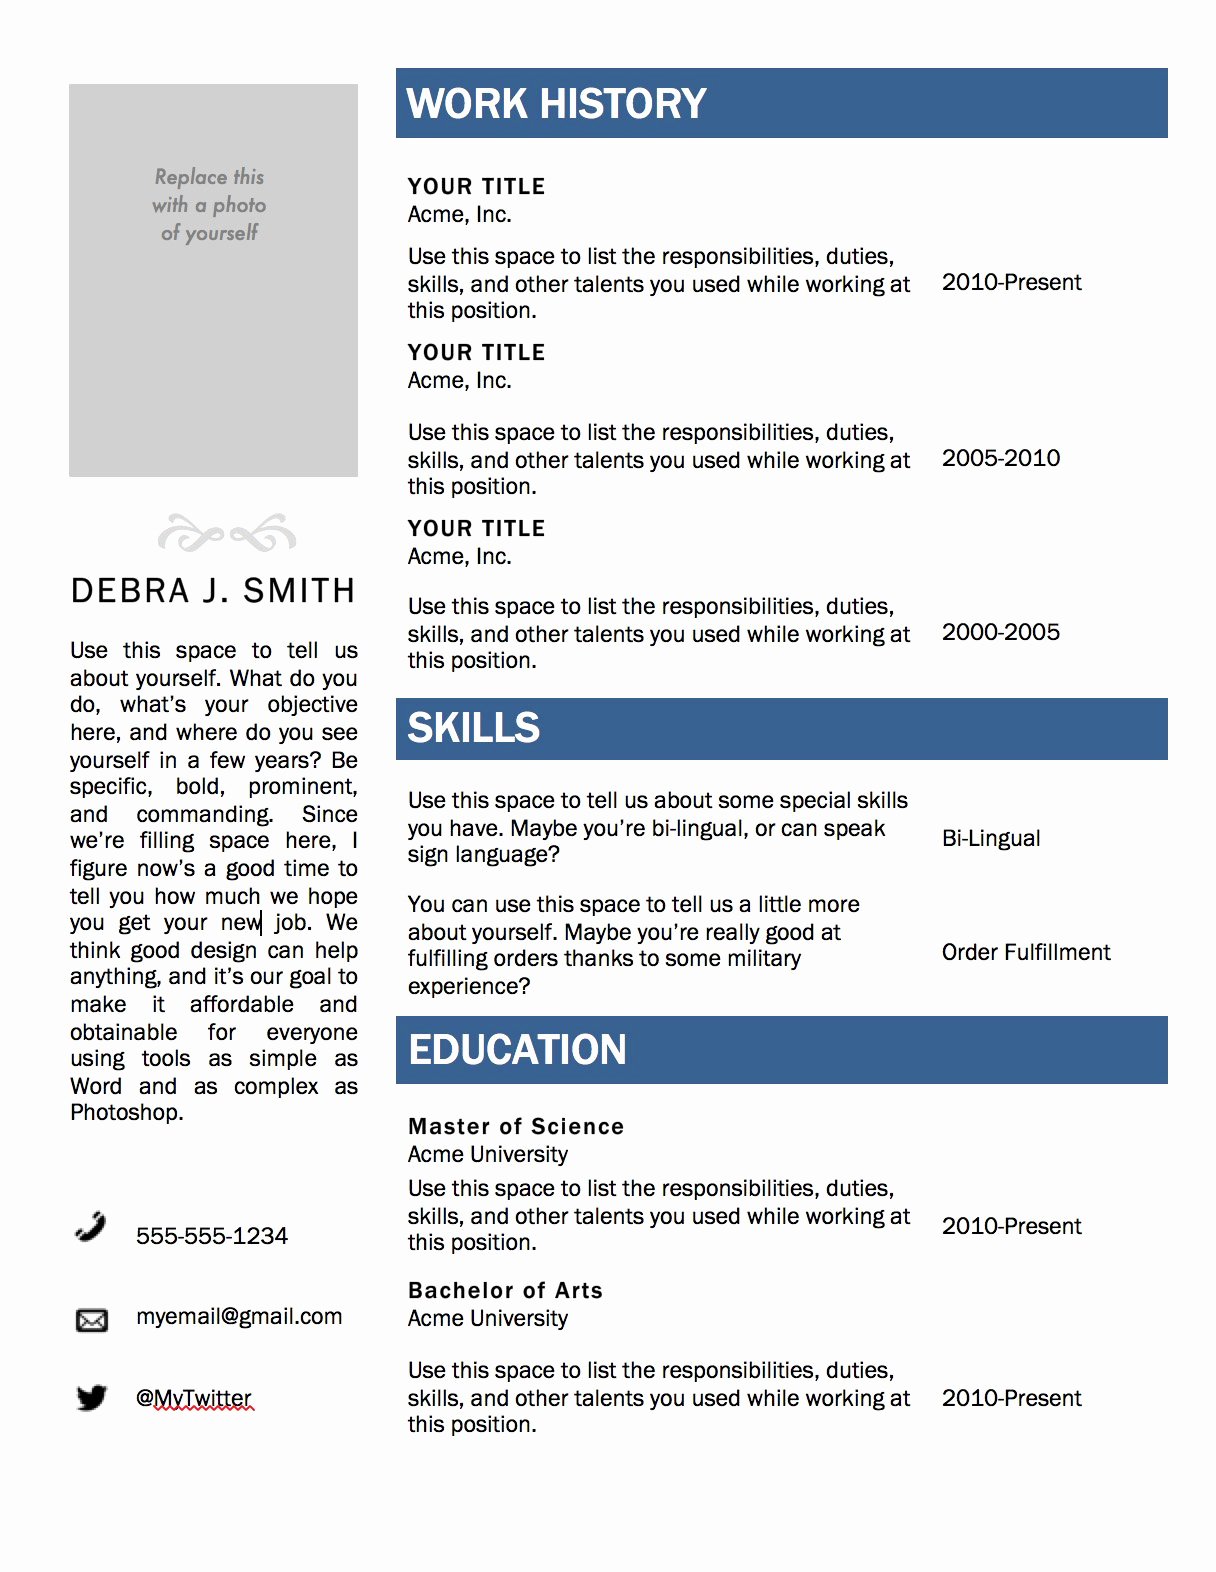 Replace this
with a photo
of yourself
DEBRA J. SMITH
Use this space to tell us
about yourself. What do you
do, what's your objective
here, and where do you see
yourself in a few years? Be
specific, bold, prominent,
and commanding. Since
we're filling space here, I
figure now's a good time to
tell you how much we hope
you get your new job. We
think good design can help
anything, and it's our goal to
make it affordable and
obtainable for everyone
using tools as simple as
Word and as complex as
Photoshop.
555-555-1234
myemail@gmail.com
@MyTwitter
WORK HISTORY
YOUR TITLE
Acme, Inc.
Use this space to list the responsibilities, duties,
skills, and other talents you used while working at
this position.
2010-Present
YOUR TITLE
Acme, Inc.
Use this space to list the responsibilities, duties,
skills, and other talents you used while working at
this position.
2005-2010
YOUR TITLE
Acme, Inc.
Use this space to list the responsibilities, duties,
skills, and other talents you used while working at
this position.
2000-2005
SKILLS
Use this space to tell us about some special skills
you have. Maybe you're bi-lingual, or can speak
sign language?
Bi-Lingual
You can use this space to tell us a little more
about yourself. Maybe you're really good at
fulfilling orders thanks to some military
experience?
Order Fulfillment
EDUCATION
Master of Science
Acme University
Use this space to list the responsibilities, duties,
skills, and other talents you used while working at
this position.
2010-Present
Bachelor of Arts
Acme University
Use this space to list the responsibilities, duties,
skills, and other talents you used while working at
this position.
2010-Present